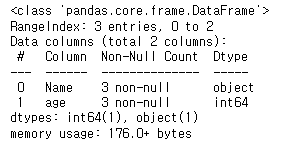 <class 'pandas.core.frame.DataFrame'>
RangeIndex: 3 entries, 0 to 2
Data columns (total 2 columns):
 #   Column  Non-Null Count  Dtype
---  ------  --------------  -----
 0   Name    3 non-null      object
 1   age     3 non-null      int64
dtypes: int64(1), object(1)
memory usage: 176.0+ bytes